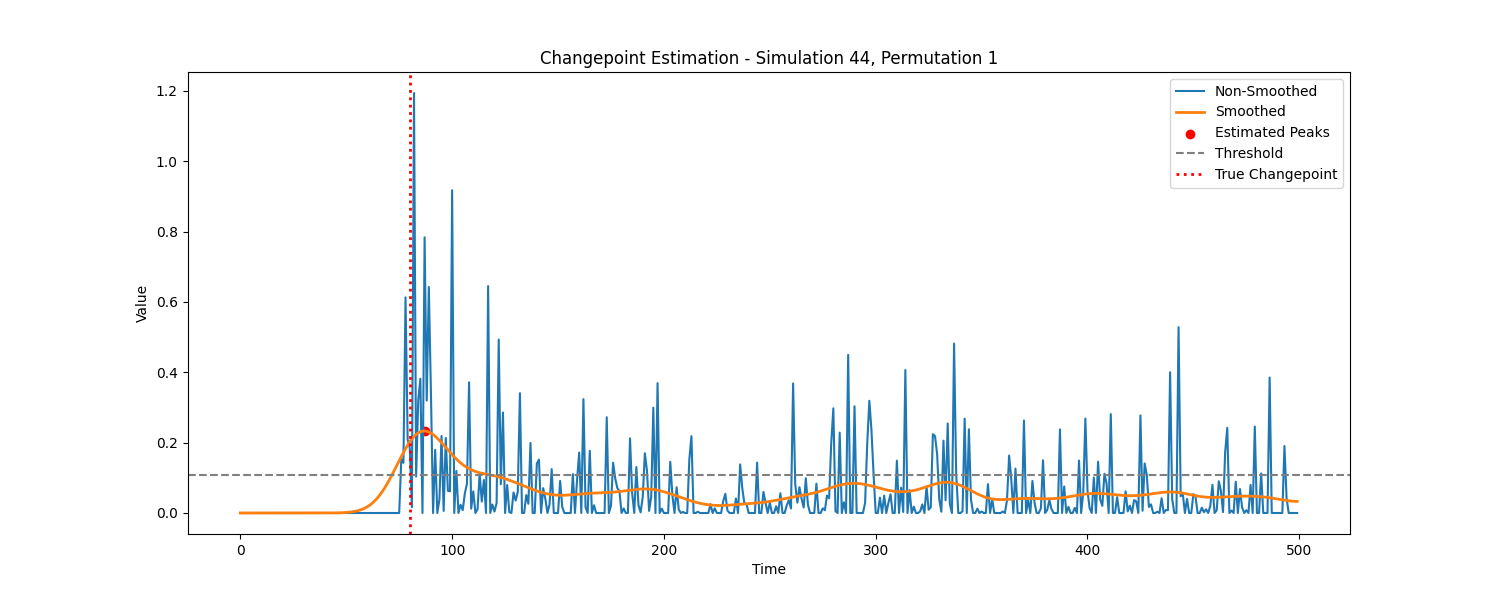 Changepoint Estimation - Simulation 44, Permutation 1
Non-Smoothed
Smoothed
Estimated Peaks
Threshold
True Changepoint
Value
1.2
1.0
0.8
0.6
0.4
0.2
0.0
0 100 200 300 400 500
Time